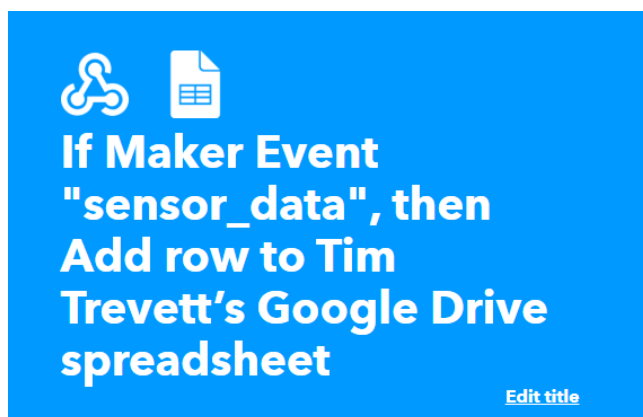 If Maker Event
"sensor_data", then
Add row to Tim
Trevett’s Google Drive
spreadsheet
Edit title